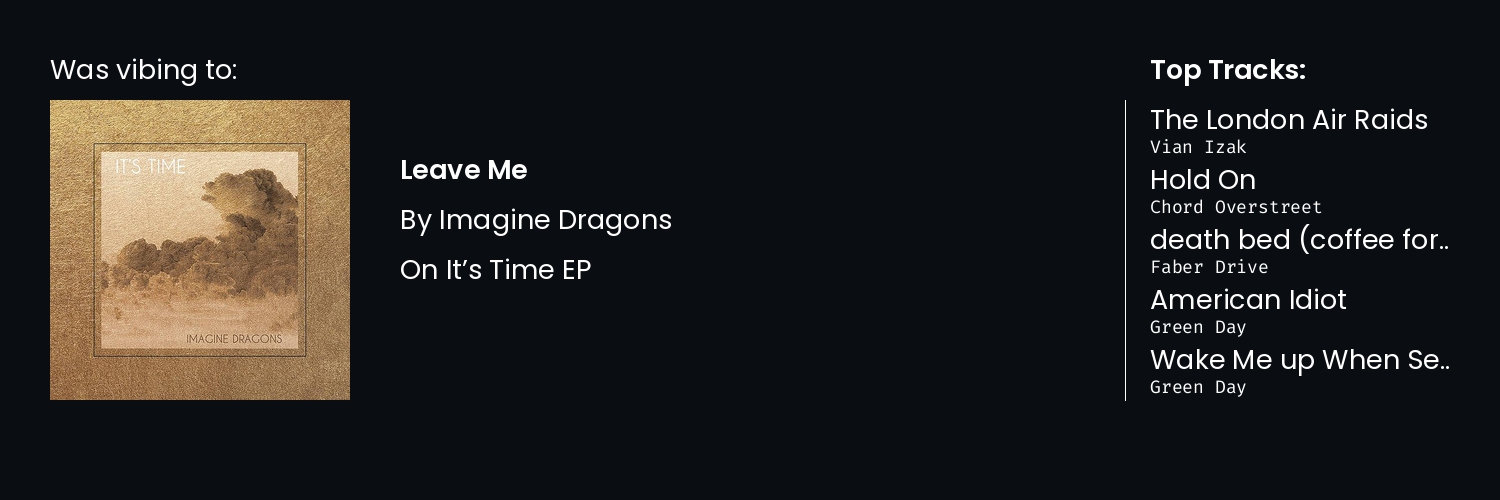 Was vibing to:
IT'S TIME
IMAGINE DRAGONS
Leave Me
By Imagine Dragons
On It’s Time EP
Top Tracks:
The London Air Raids
Vian Izak
Hold On
Chord Overstreet
death bed (coffee for..
Faber Drive
American Idiot
Green Day
Wake Me up When Se..
Green Day